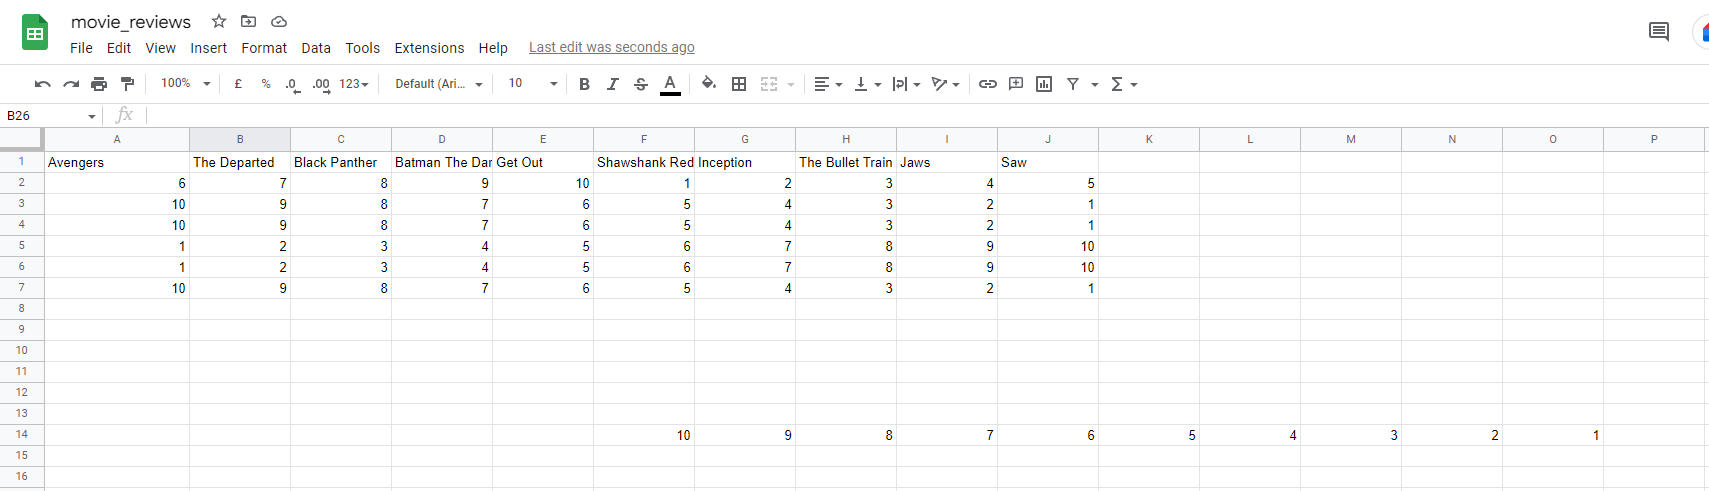 movie_reviews
File Edit View Insert Format Data Tools Extensions Help Last edit was seconds ago
100% £ % .0 .00 123 Default (Ari... 10 B I S A
B26 fx
A B C D E F G H I J K L M N O P
1 Avengers The Departed Black Panther Batman The Dar Get Out Shawshank Red Inception The Bullet Train Jaws Saw
2 6 7 8 9 10 1 2 3 4 5
3 10 9 8 7 6 5 4 3 2 1
4 10 9 8 7 6 5 4 3 2 1
5 1 2 3 4 5 6 7 8 9 10
6 1 2 3 4 5 6 7 8 9 10
7 10 9 8 7 6 5 4 3 2 1
8
9
10
11
12
13
14 10 9 8 7 6 5 4 3 2 1
15
16